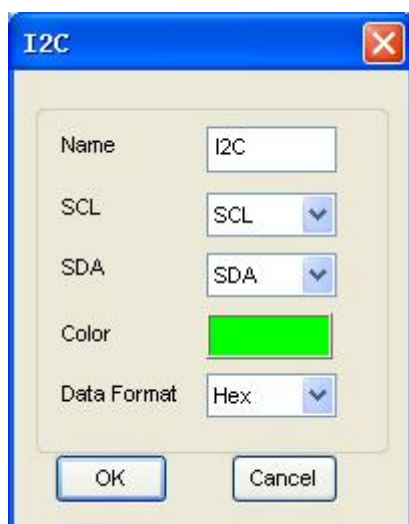 I2C
Name I2C
SCL SCL
SDA SDA
Color
Data Format Hex
OK Cancel